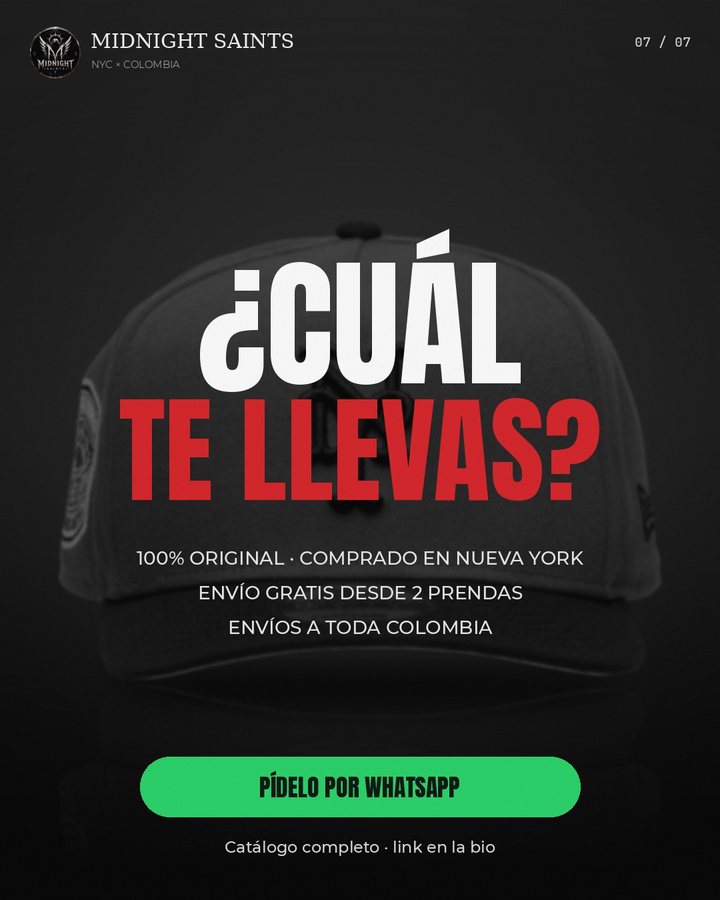 MIDNIGHT
MIDNIGHT SAINTS
NYC × COLOMBIA
07 / 07
¿CUÁL
TE LLEVAS?
100% ORIGINAL · COMPRADO EN NUEVA YORK
ENVÍO GRATIS DESDE 2 PRENDAS
ENVÍOS A TODA COLOMBIA
PÍDELO POR WHATSAPP
Catálogo completo · link en la bio